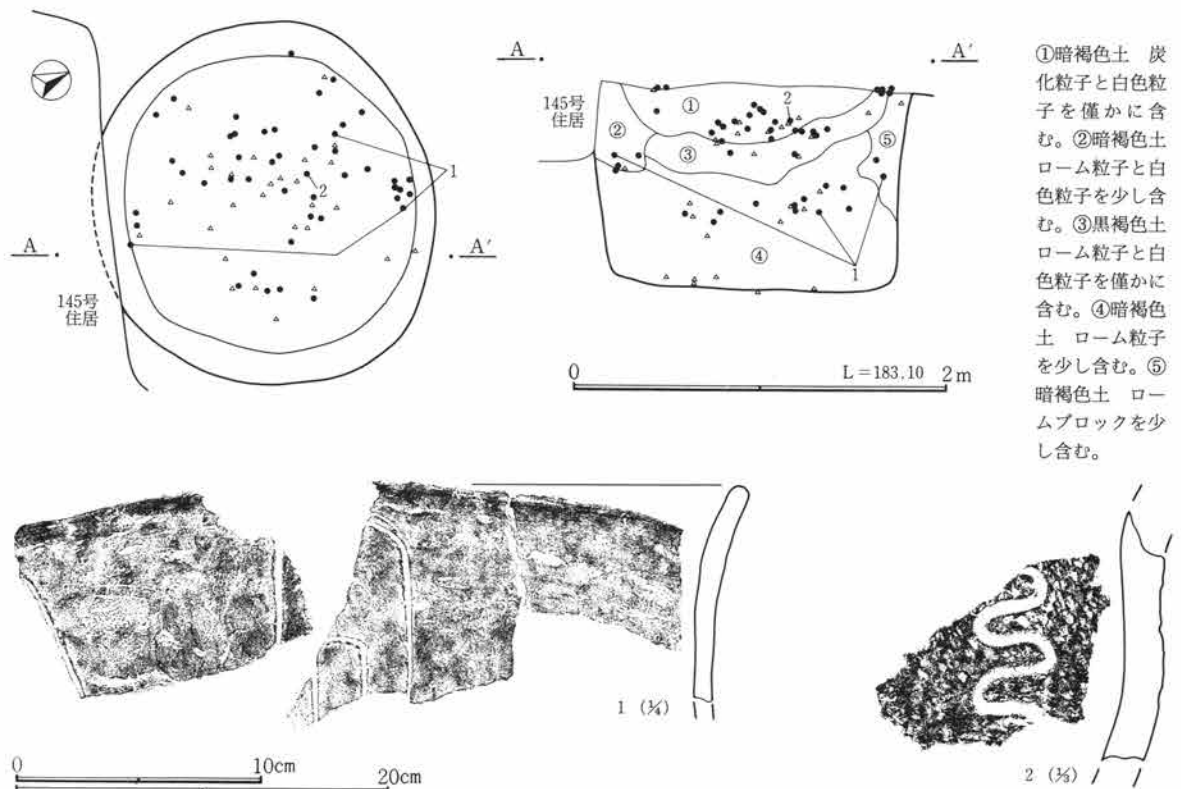 A
A'
145号
住居
1
2
A
A'
145号
住居
①
②
③
④
⑤
2
1
0
L=183.10
2m
①暗褐色土 炭
化粒子と白色粒
子を僅かに含
む。②暗褐色土
ローム粒子と白
色粒子を少し含
む。③黒褐色土
ローム粒子と白
色粒子を僅かに
含む。④暗褐色
土 ローム粒子
を少し含む。⑤
暗褐色土 ロー
ムブロックを少
し含む。
1 (¼)
2 (⅓)
0
10cm
20cm